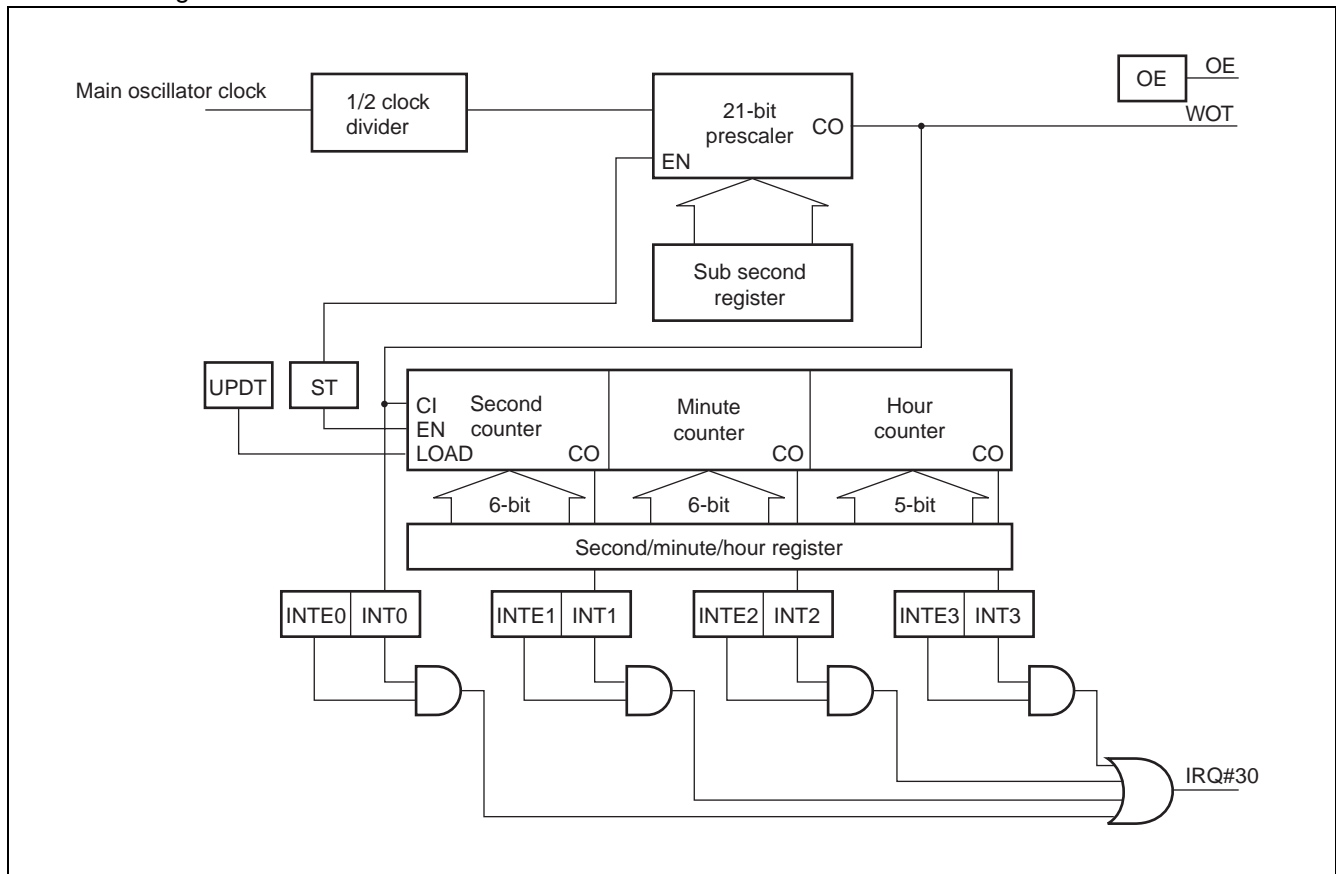 Main oscillator clock
1/2 clock
divider
21-bit
prescaler
CO
EN
OE
OE
WOT
Sub second
register
UPDT
ST
CI
EN
LOAD
Second
counter
CO
Minute
counter
CO
Hour
counter
CO
6-bit
6-bit
5-bit
Second/minute/hour register
INTE0
INT0
INTE1
INT1
INTE2
INT2
INTE3
INT3
IRQ#30